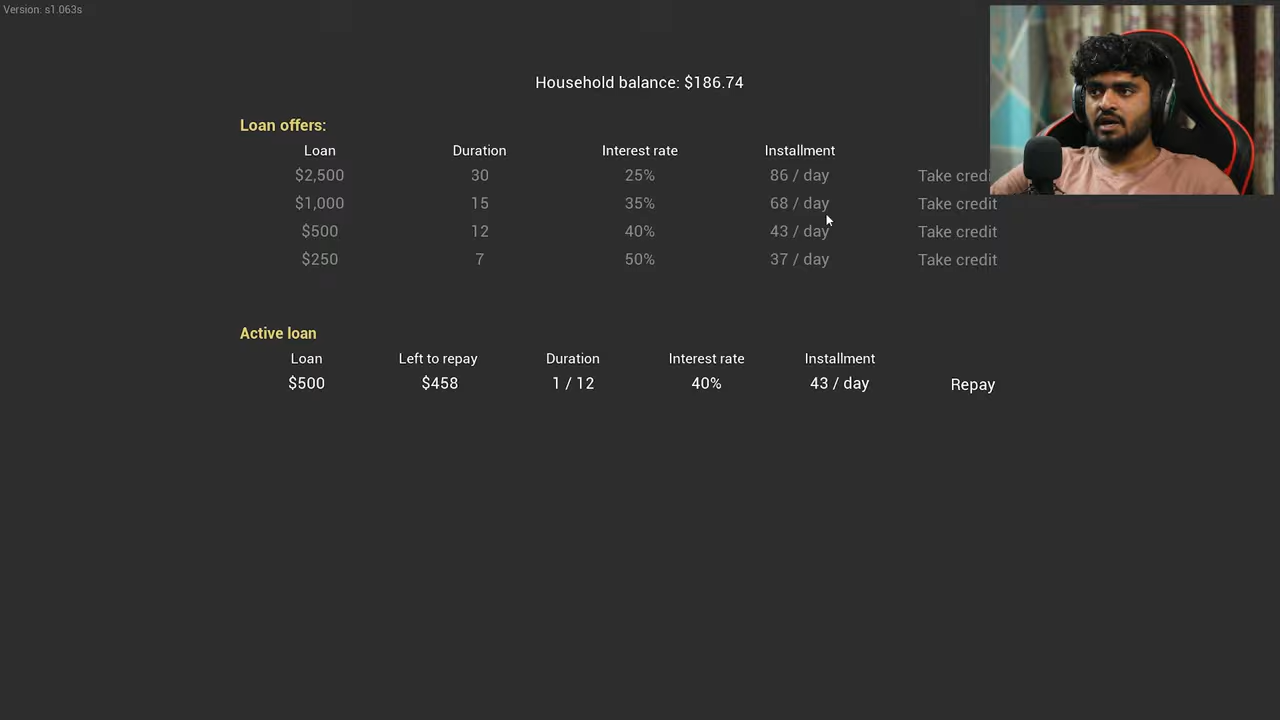 Version: s1.063s
Household balance: $186.74
Loan offers:
Loan Duration Interest rate Installment
$2,500 30 25% 86 / day Take credi
$1,000 15 35% 68 / day Take credit
$500 12 40% 43 / day Take credit
$250 7 50% 37 / day Take credit
Active loan
Loan Left to repay Duration Interest rate Installment
$500 $458 1 / 12 40% 43 / day Repay